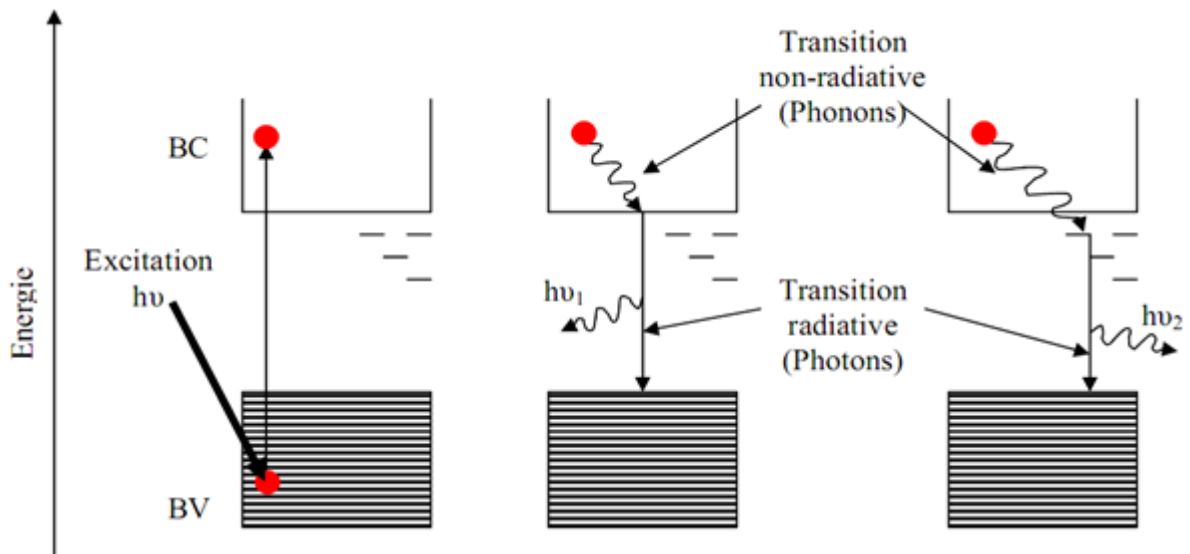 Transition
non-radiative
(Phonons)
BC
Excitation
hυ
Energie
hυ₁
Transition
radiative
(Photons)
hυ₂
BV